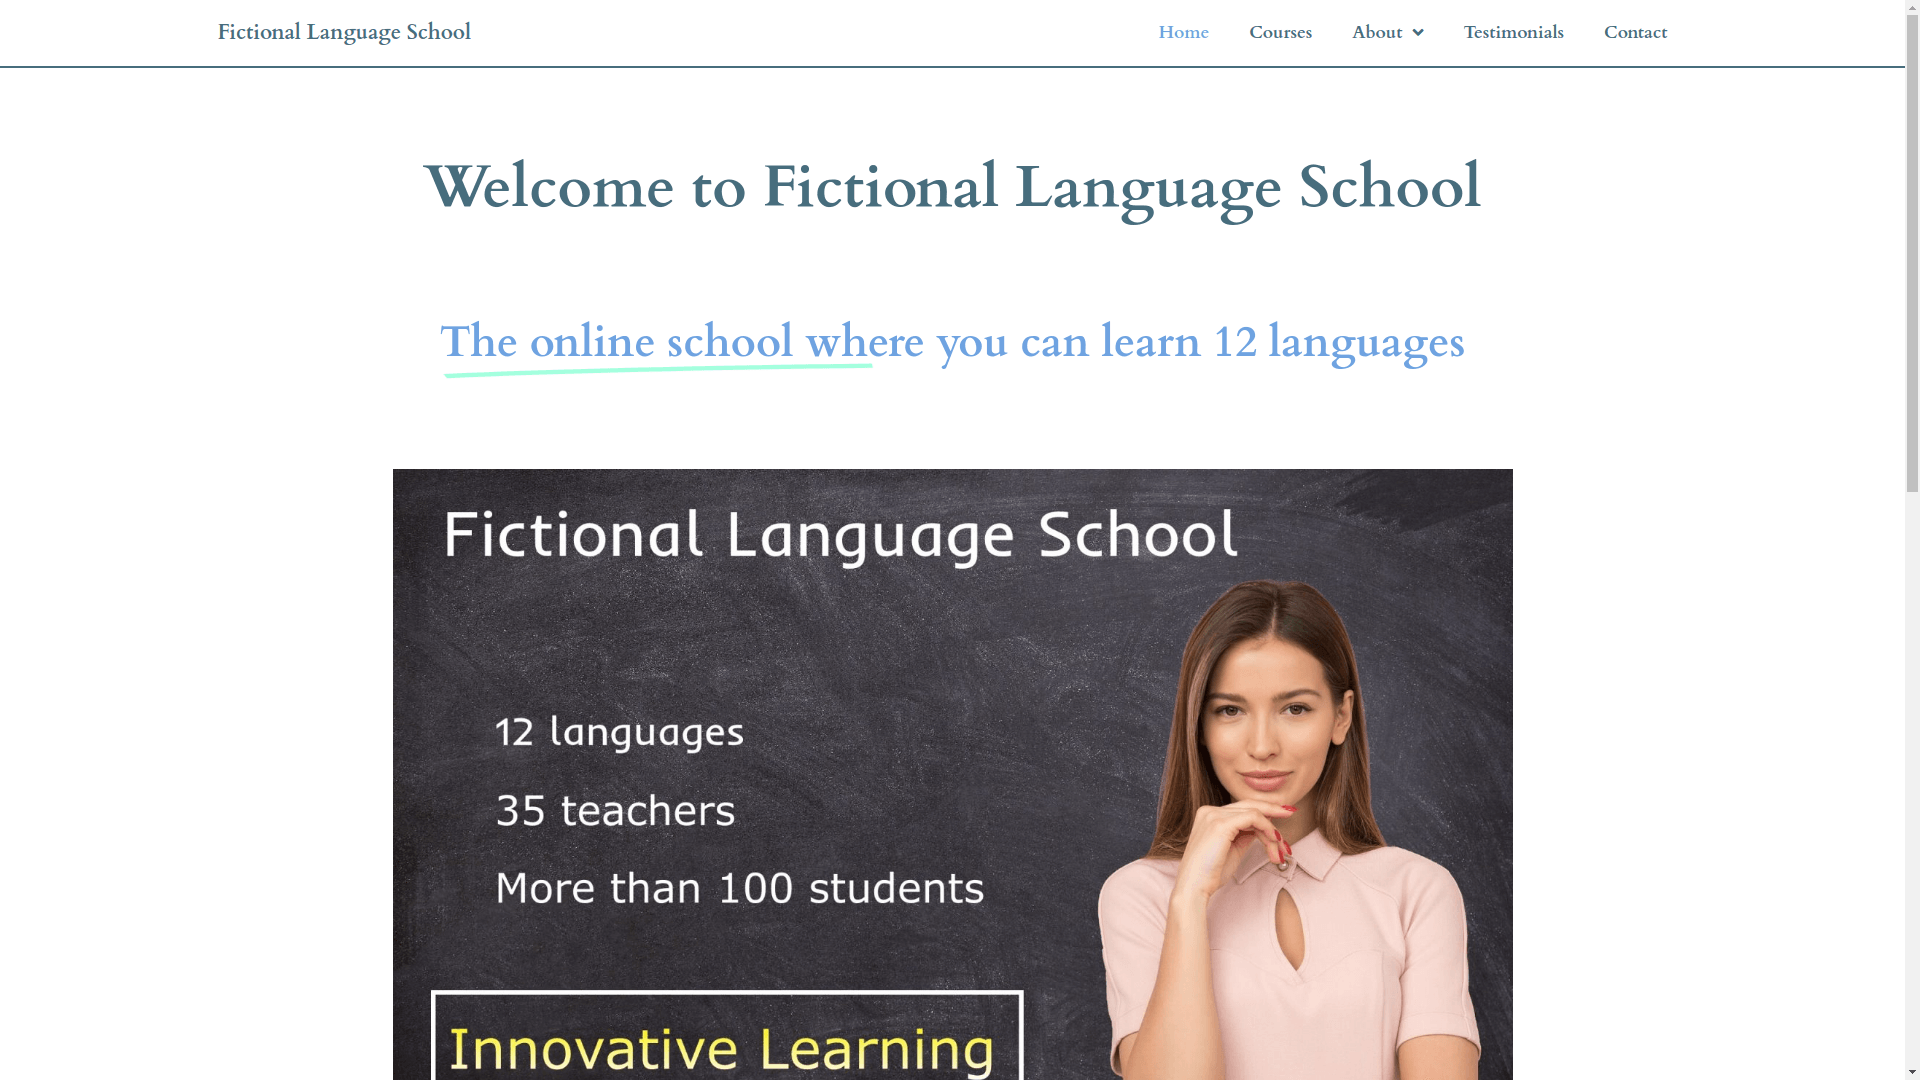 Fictional Language School
Home
Courses
About
Testimonials
Contact
Welcome to Fictional Language School
The online school where you can learn 12 languages
Fictional Language School
12 languages
35 teachers
More than 100 students
Innovative Learning